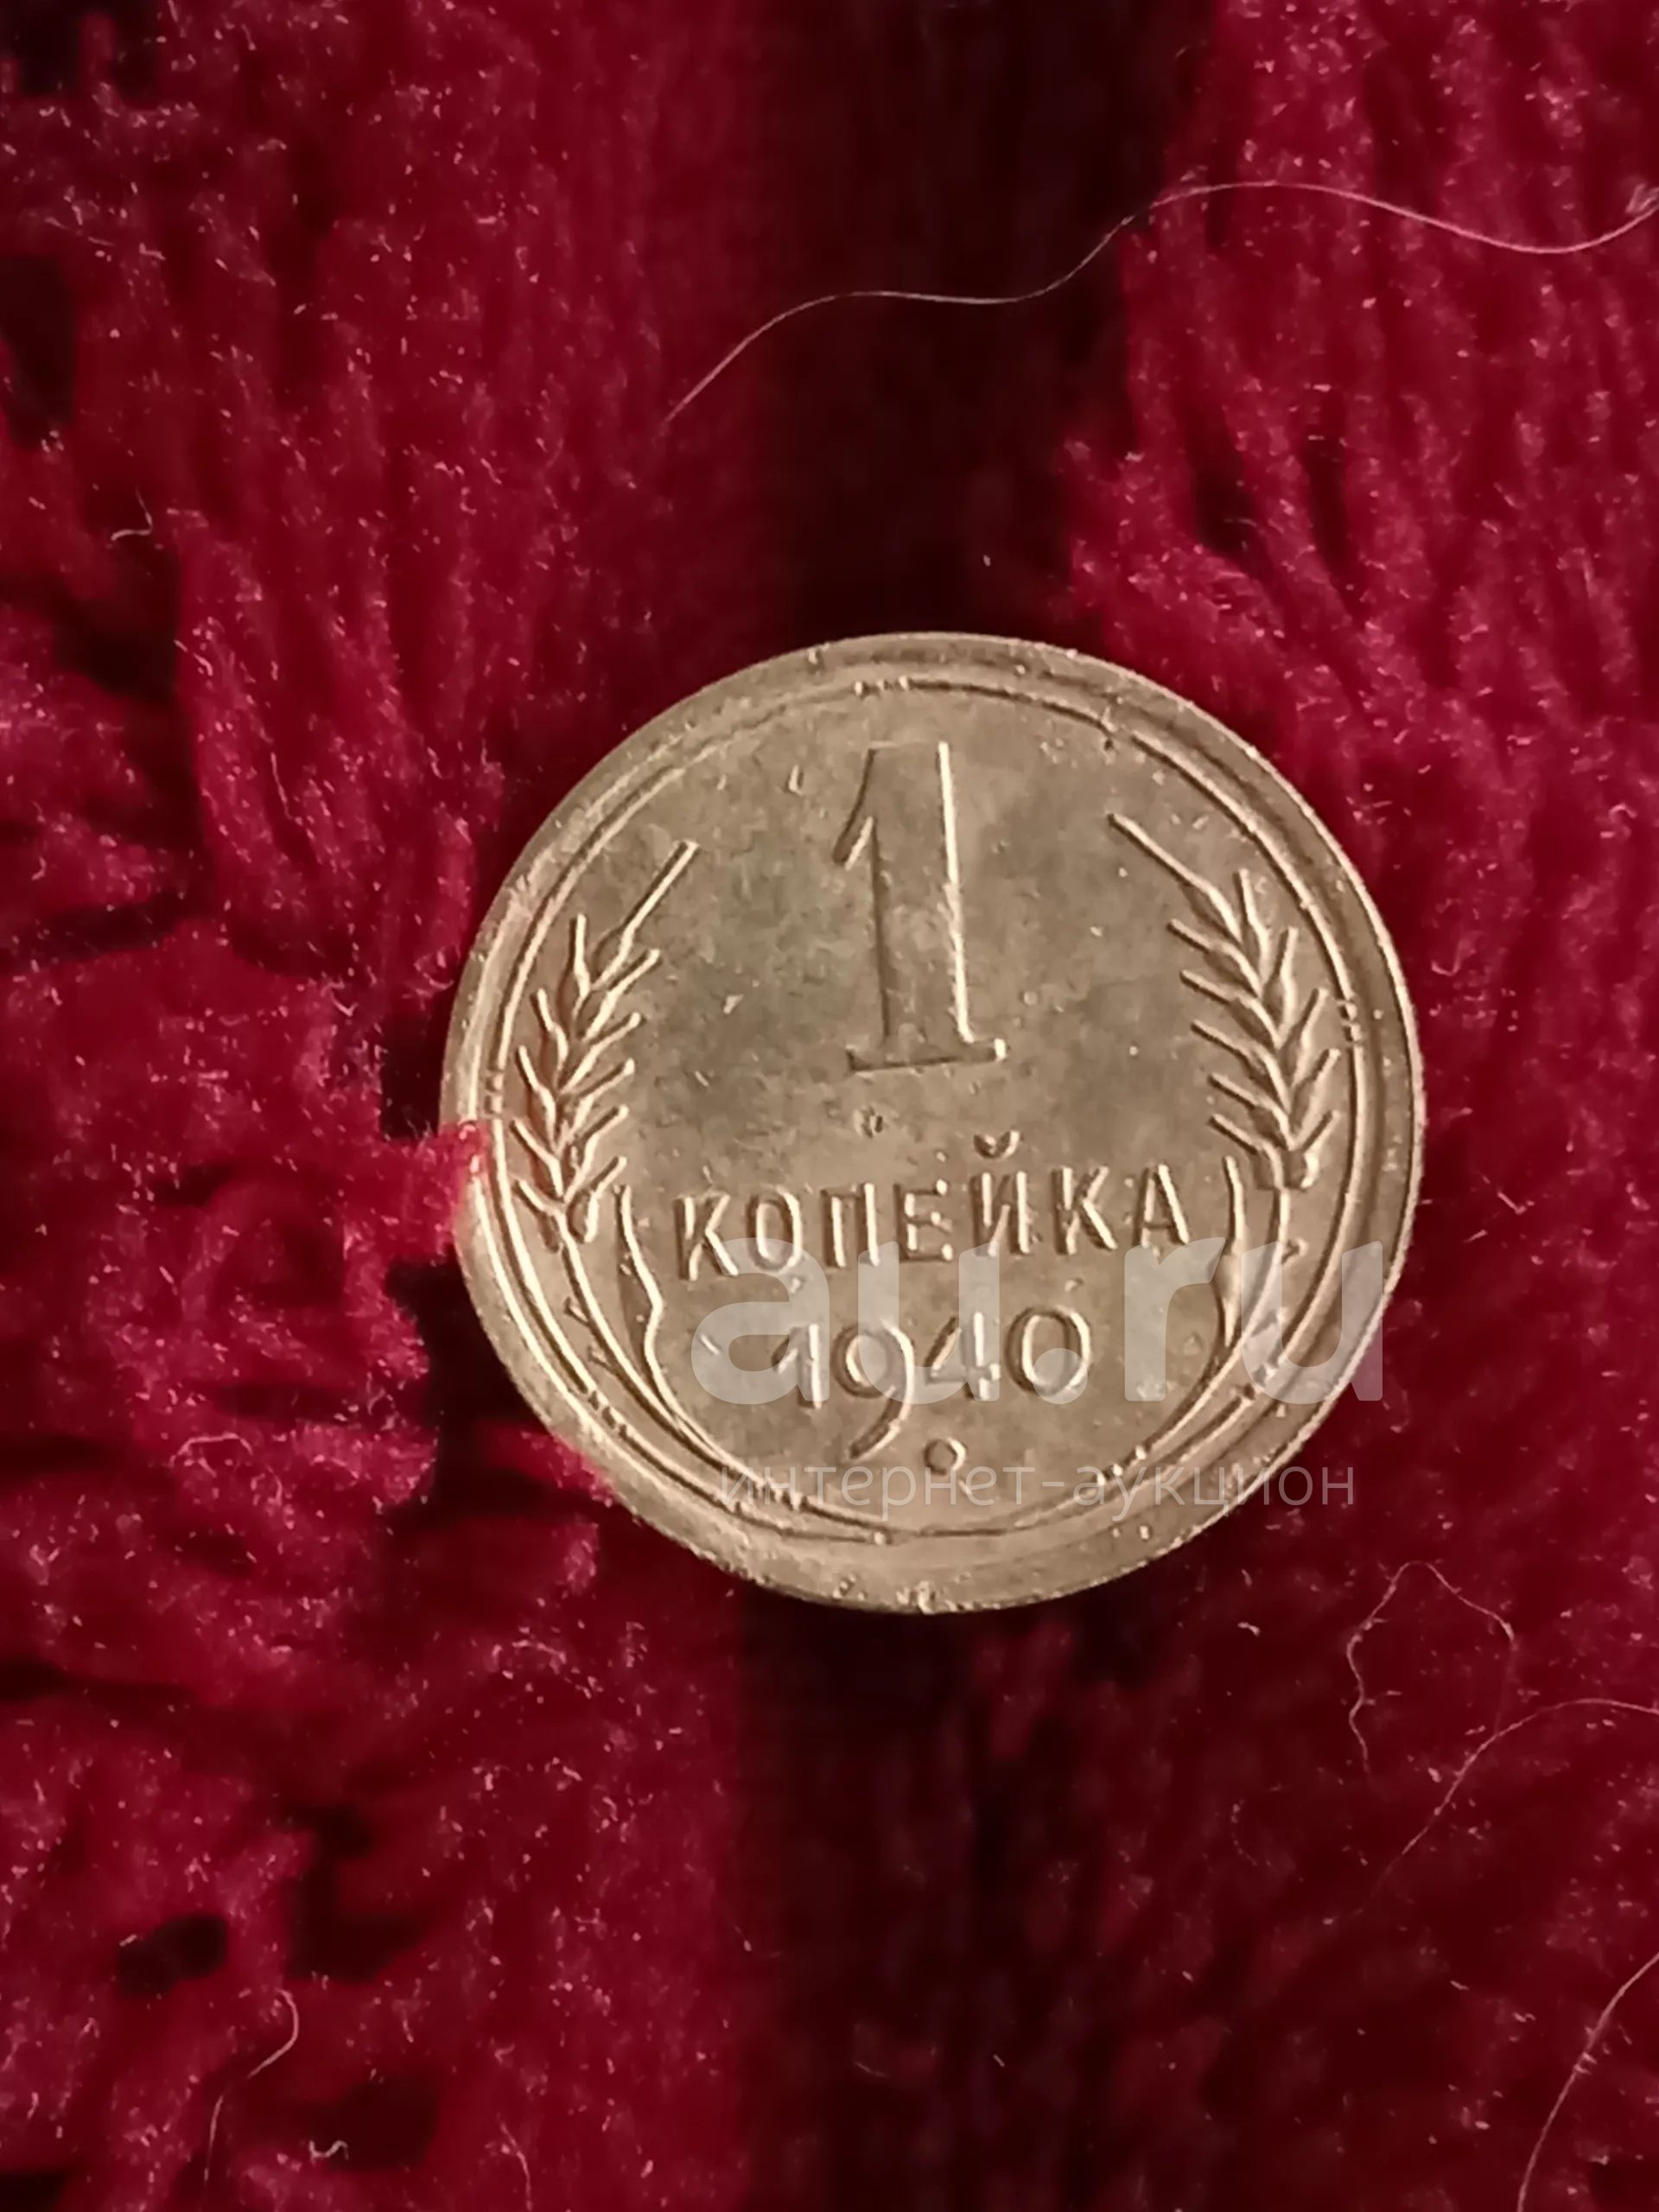 1
КОПЕЙКА
1940
au.ru
интернет-аукцион